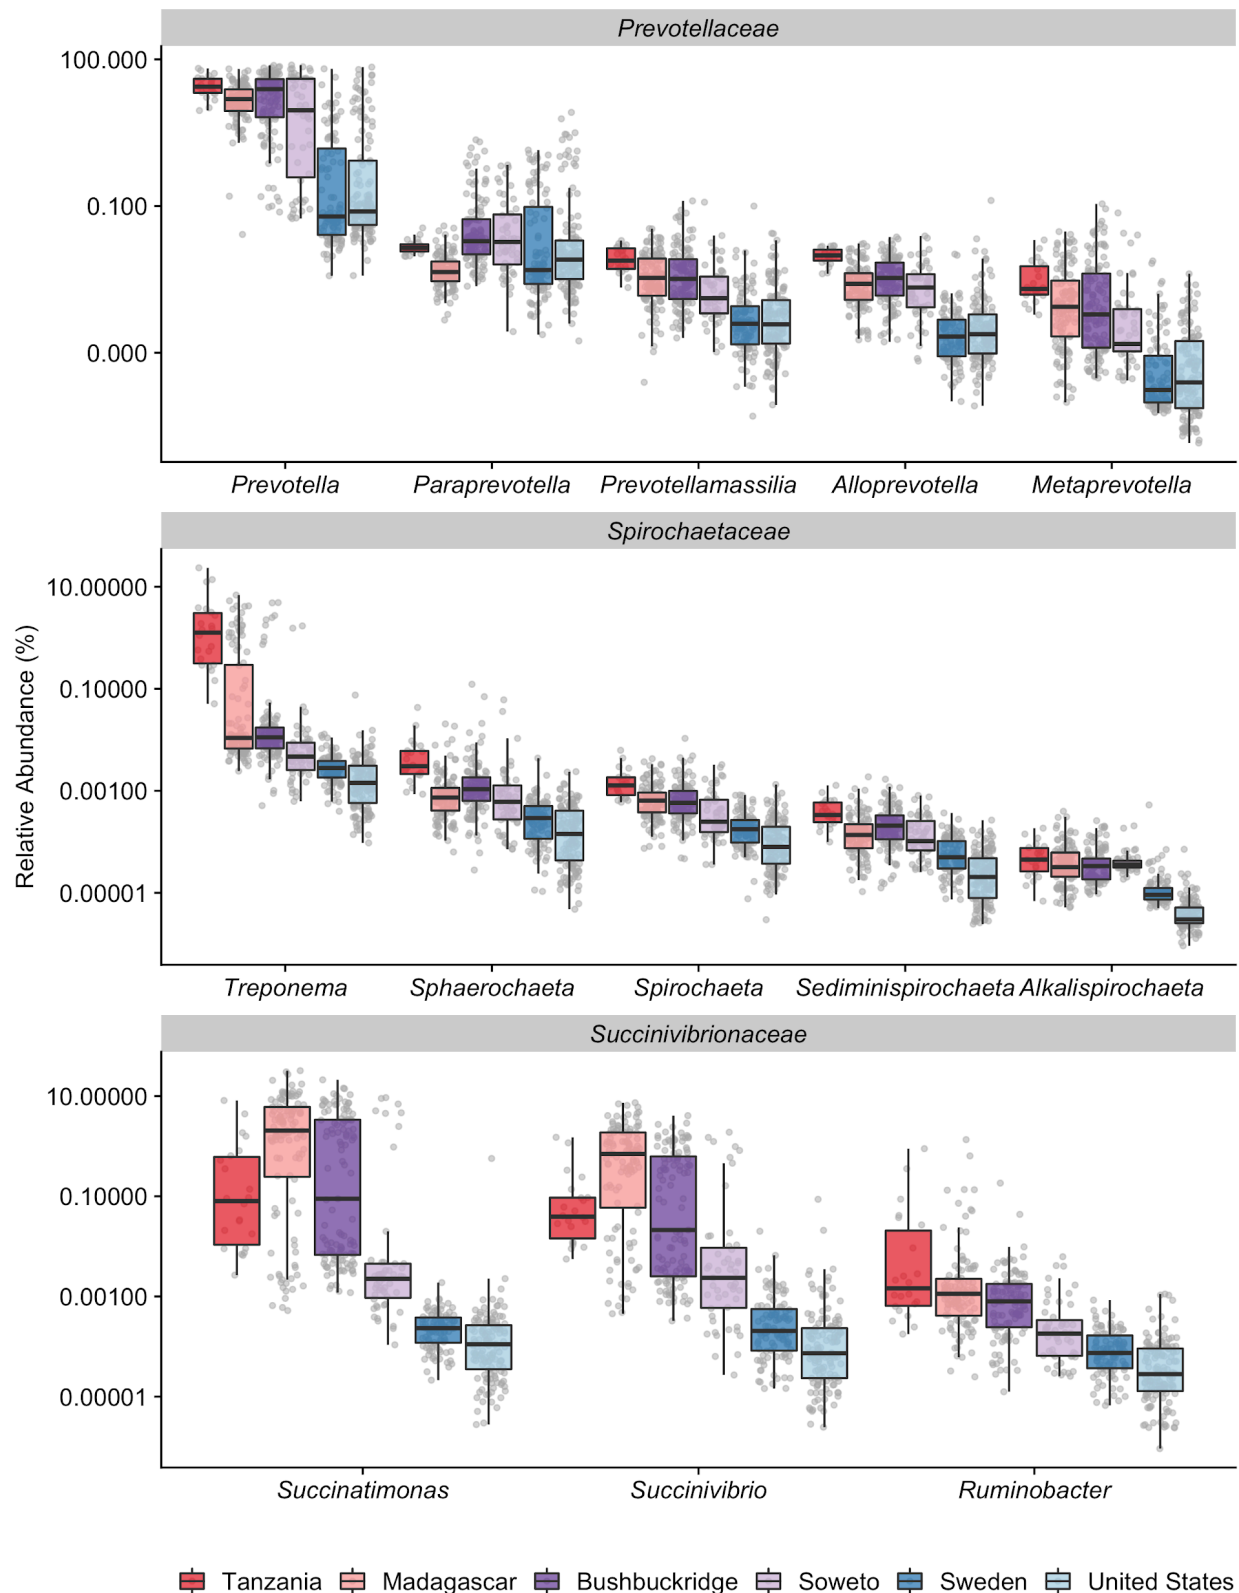 Prevotellaceae
100.000
0.100
0.000
Prevotella Paraprevotella Prevotellamassilia Alloprevotella Metaprevotella
Spirochaetaceae
Relative Abundance (%)
10.00000
0.10000
0.00100
0.00001
Treponema Sphaerochaeta Spirochaeta Sediminispirochaeta Alkalispirochaeta
Succinivibrionaceae
10.00000
0.10000
0.00100
0.00001
Succinatimonas Succinivibrio Ruminobacter
Tanzania Madagascar Bushbuckridge Soweto Sweden United States